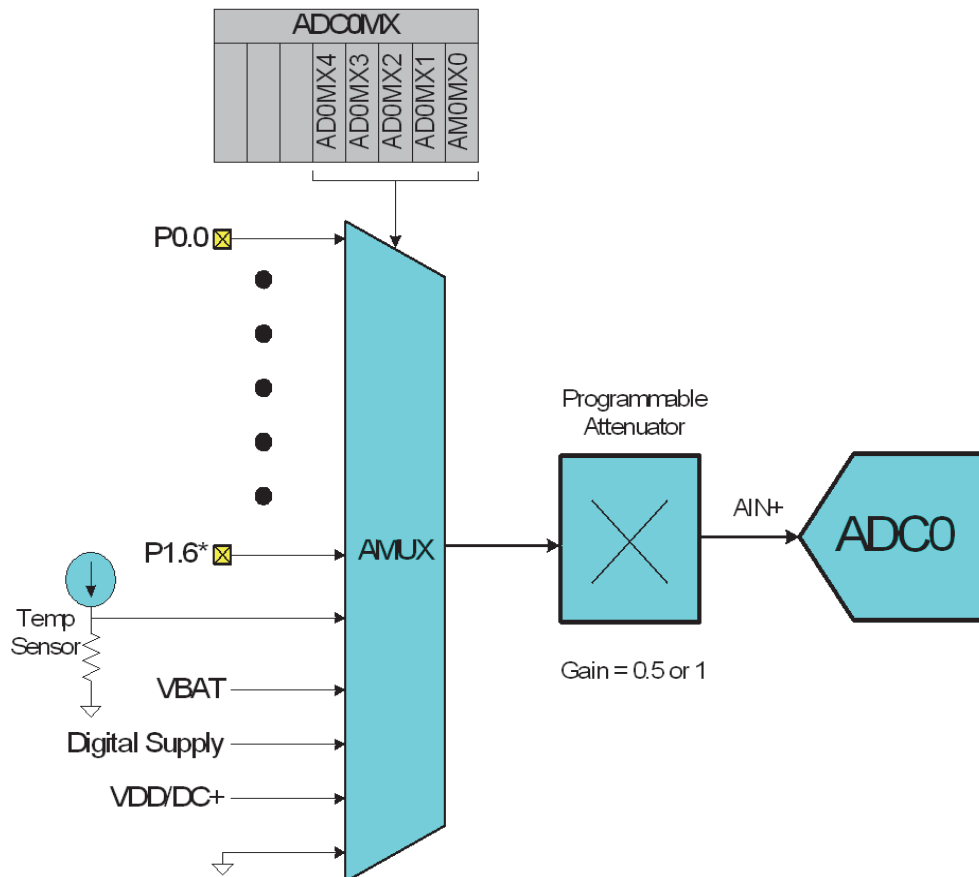 ADC0MX
AD0MX4
AD0MX3
AD0MX2
AD0MX1
AM0MX0
P0.0
Programmable
Attenuator
AIN+
ADC0
P1.6*
AMUX
Temp
Sensor
Gain = 0.5 or 1
VBAT
Digital Supply
VDD/DC+